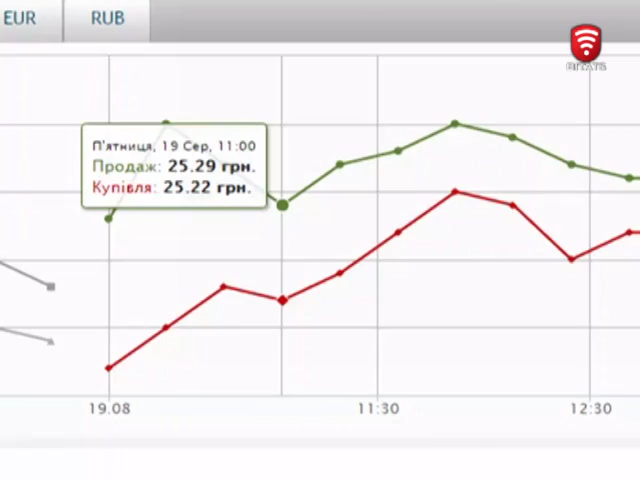 EUR
RUB
П'ятниця, 19 Сер, 11:00
Продаж: 25.29 грн.
Купівля: 25.22 грн.
19.08
11:30
12:30